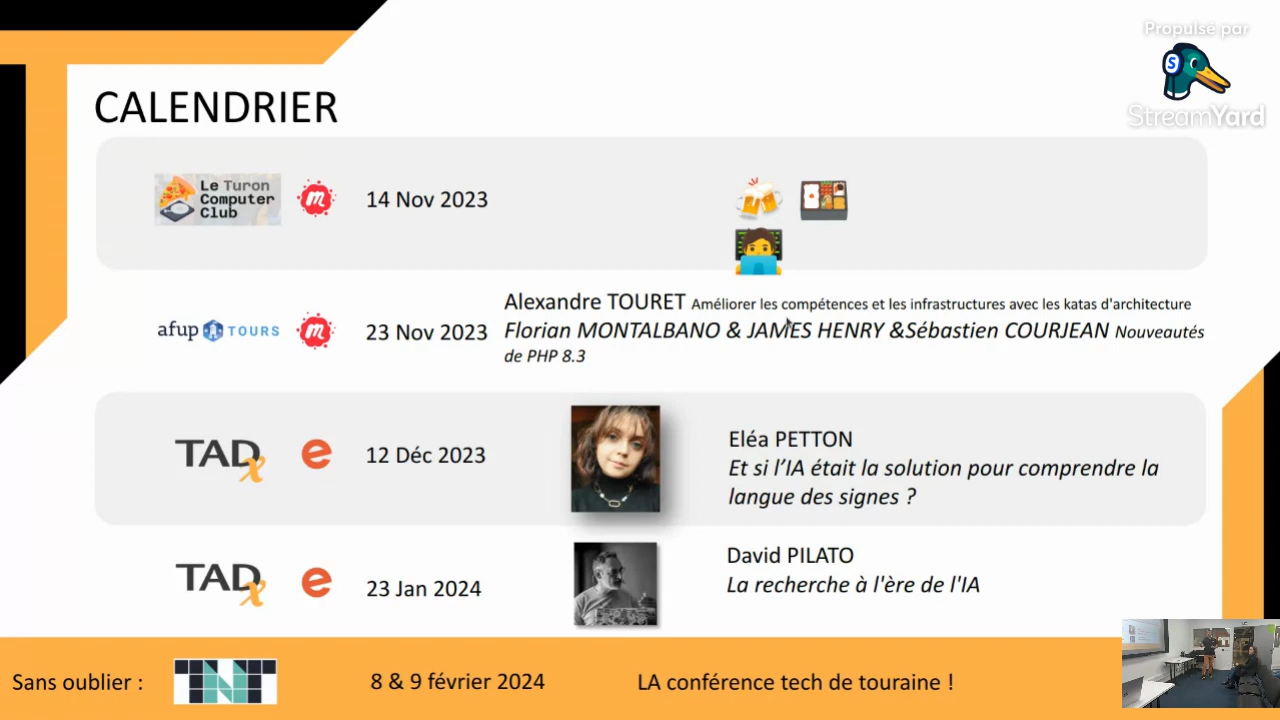 Propulsé par
StreamYard
CALENDRIER
Le Turon
Computer
Club
14 Nov 2023
afup TOURS
23 Nov 2023
Alexandre TOURET Améliorer les compétences et les infrastructures avec les katas d'architecture
Florian MONTALBANO & JAMES HENRY &Sébastien COURJEAN Nouveautés
de PHP 8.3
TADx
e
12 Déc 2023
Eléa PETTON
Et si l’IA était la solution pour comprendre la
langue des signes ?
TADx
e
23 Jan 2024
David PILATO
La recherche à l'ère de l'IA
Sans oublier :
TNT
8 & 9 février 2024
LA conférence tech de touraine !